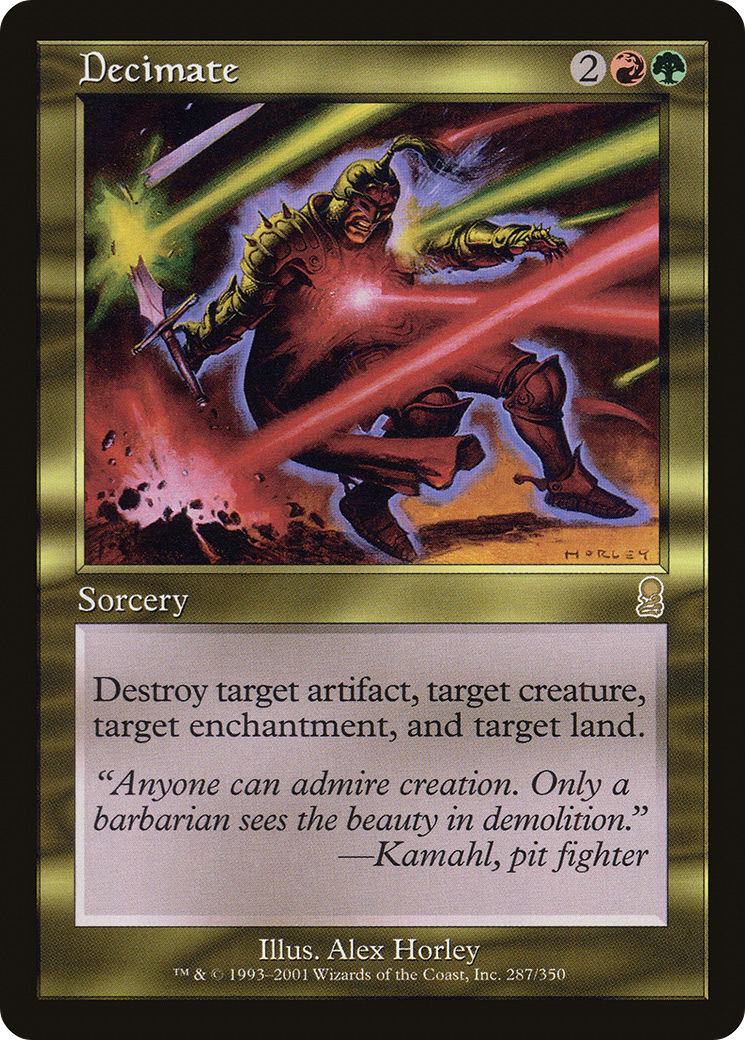 Decimate
2
HORLEY
Sorcery
Destroy target artifact, target creature,
target enchantment, and target land.
“Anyone can admire creation. Only a
barbarian sees the beauty in demolition.”
—Kamahl, pit fighter
Illus. Alex Horley
™ & © 1993–2001 Wizards of the Coast, Inc. 287/350